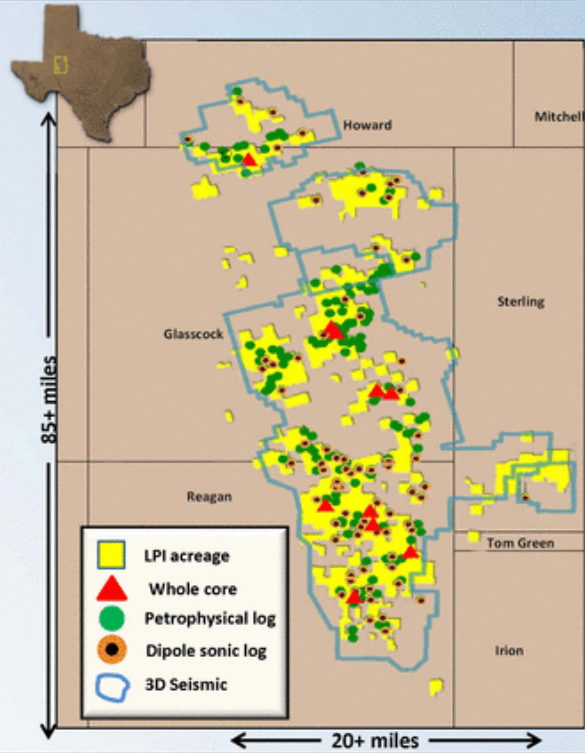 Howard
Mitchell
Sterling
Glasscock
85+ miles
Reagan
Tom Green
Irion
LPI acreage
Whole core
Petrophysical log
Dipole sonic log
3D Seismic
20+ miles